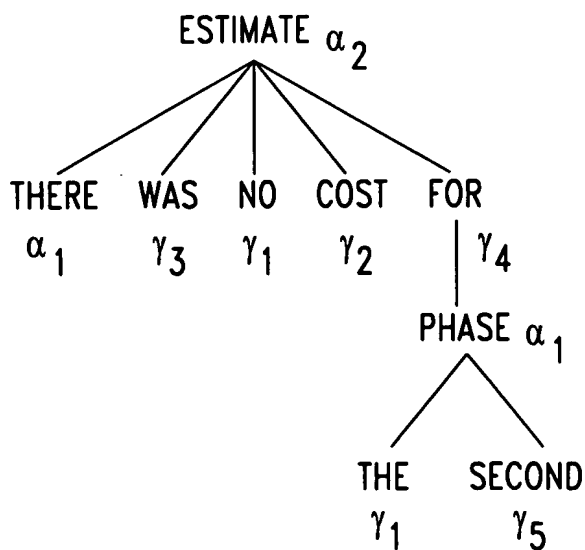 ESTIMATE α2
THERE WAS NO COST FOR
α1 γ3 γ1 γ2 γ4
PHASE α1
THE SECOND
γ1 γ5